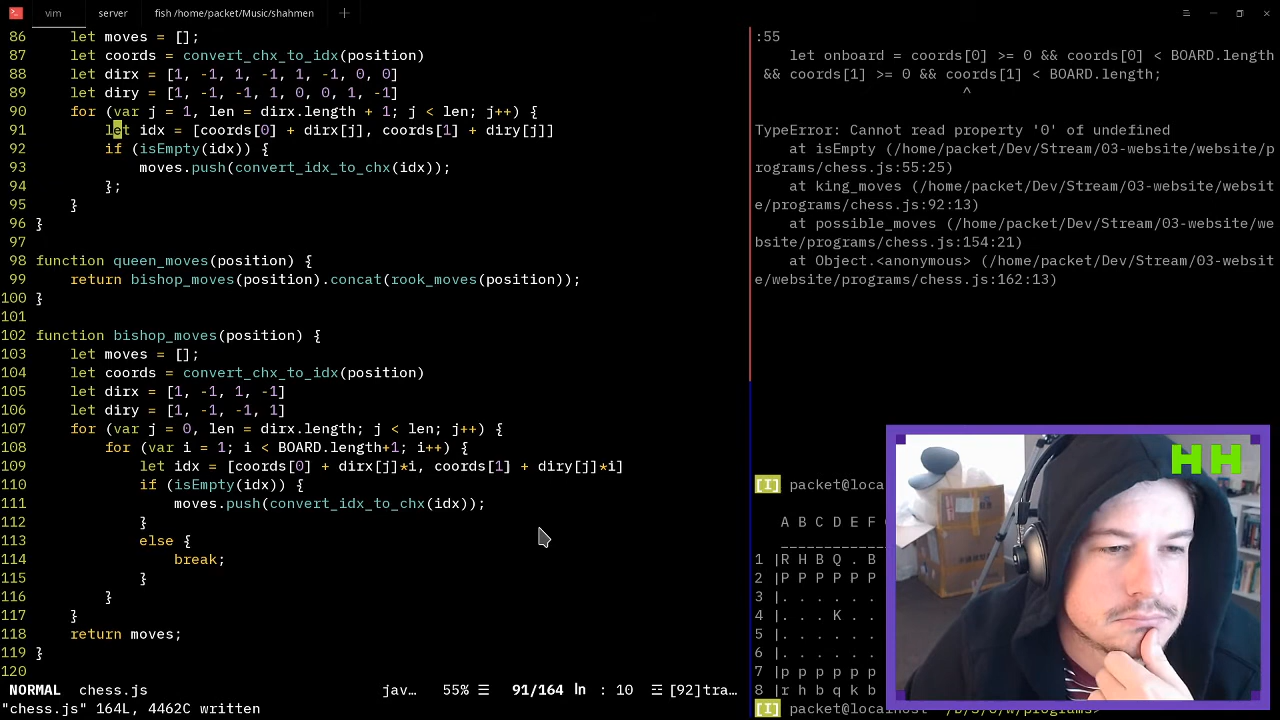 vim server fish /home/packet/Music/shahmen
86 let moves = [];
87 let coords = convert_chx_to_idx(position)
88 let dirx = [1, -1, 1, -1, 1, -1, 0, 0]
89 let diry = [1, -1, -1, 1, 0, 0, 1, -1]
90 for (var j = 1, len = dirx.length + 1; j < len; j++) {
91 let idx = [coords[0] + dirx[j], coords[1] + diry[j]]
92 if (isEmpty(idx)) {
93 moves.push(convert_idx_to_chx(idx));
94 };
95 }
96 }
97
98 function queen_moves(position) {
99 return bishop_moves(position).concat(rook_moves(position));
100 }
101
102 function bishop_moves(position) {
103 let moves = [];
104 let coords = convert_chx_to_idx(position)
105 let dirx = [1, -1, 1, -1]
106 let diry = [1, -1, -1, 1]
107 for (var j = 0, len = dirx.length; j < len; j++) {
108 for (var i = 1; i < BOARD.length+1; i++) {
109 let idx = [coords[0] + dirx[j]*i, coords[1] + diry[j]*i]
110 if (isEmpty(idx)) {
111 moves.push(convert_idx_to_chx(idx));
112 }
113 else {
114 break;
115 }
116 }
117 }
118 return moves;
119 }
120
NORMAL chess.js jav… 55% ☰ 91/164 ln : 10 ☲ [92]tra…
"chess.js" 164L, 4462C written
:55
let onboard = coords[0] >= 0 && coords[0] < BOARD.length
&& coords[1] >= 0 && coords[1] < BOARD.length;
^
TypeError: Cannot read property '0' of undefined
at isEmpty (/home/packet/Dev/Stream/03-website/website/p
rograms/chess.js:55:25)
at king_moves (/home/packet/Dev/Stream/03-website/websit
e/programs/chess.js:92:13)
at possible_moves (/home/packet/Dev/Stream/03-website/we
bsite/programs/chess.js:154:21)
at Object.<anonymous> (/home/packet/Dev/Stream/03-websit
e/website/programs/chess.js:162:13)
HH
[I] packet@loca
A B C D E F
1 |R H B Q . B
2 |P P P P P P
3 |. . . . . .
4 |. . . K . .
5 |. . . . . .
6 |. . . . . .
7 |p p p p p p
8 |r h b q k b
[I] packet@localhost